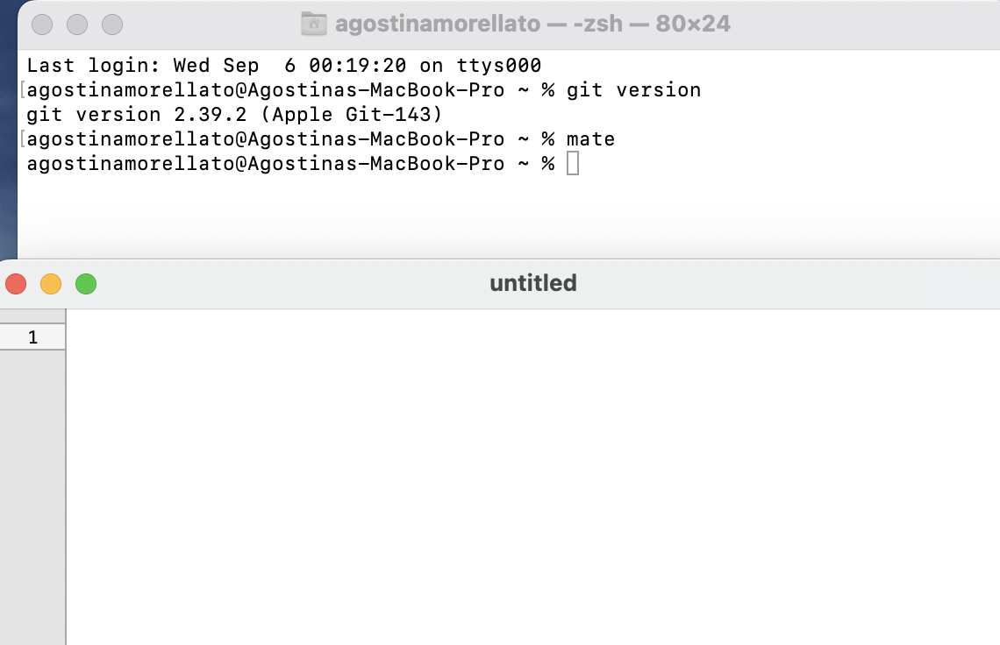 agostinamorellato — -zsh — 80×24
Last login: Wed Sep  6 00:19:20 on ttys000
[agostinamorellato@Agostinas-MacBook-Pro ~ % git version
git version 2.39.2 (Apple Git-143)
[agostinamorellato@Agostinas-MacBook-Pro ~ % mate
agostinamorellato@Agostinas-MacBook-Pro ~ %
untitled
1